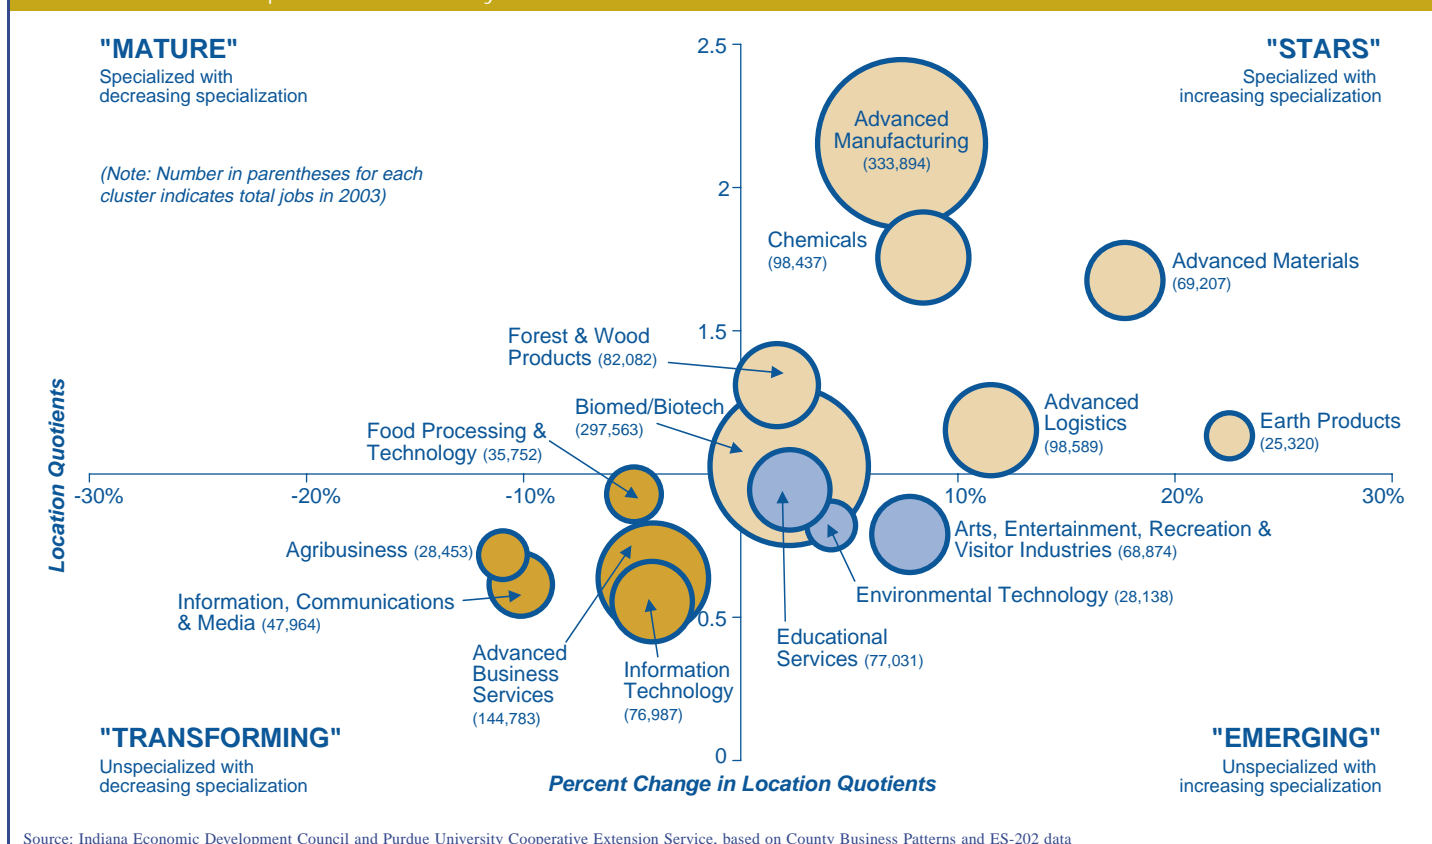 "MATURE"
Specialized with
decreasing specialization
(Note: Number in parentheses for each
cluster indicates total jobs in 2003)
"STARS"
Specialized with
increasing specialization
2.5
2
1.5
0.5
0
Location Quotients
-30%
-20%
-10%
10%
20%
30%
Advanced
Manufacturing
(333,894)
Chemicals
(98,437)
Advanced Materials
(69,207)
Forest & Wood
Products (82,082)
Biomed/Biotech
(297,563)
Food Processing &
Technology (35,752)
Advanced
Logistics
(98,589)
Earth Products
(25,320)
Agribusiness (28,453)
Information, Communications
& Media (47,964)
Arts, Entertainment, Recreation &
Visitor Industries (68,874)
Environmental Technology (28,138)
Educational
Services (77,031)
Advanced
Business
Services
(144,783)
Information
Technology
(76,987)
"TRANSFORMING"
Unspecialized with
decreasing specialization
"EMERGING"
Unspecialized with
increasing specialization
Percent Change in Location Quotients
Source: Indiana Economic Development Council and Purdue University Cooperative Extension Service, based on County Business Patterns and ES-202 data